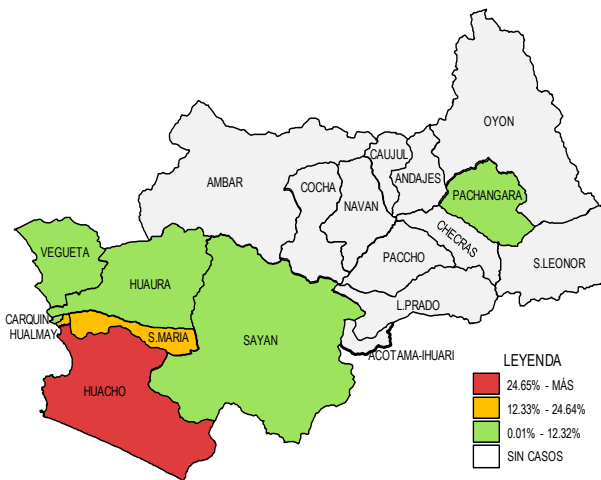 OYON
CAUJUL
ANDAJES
AMBAR
COCHA
NAVAN
PACHANGARA
CHECRAS
VEGUETA
PACCHO
S.LEONOR
HUAURA
L.PRADO
CARQUIN
HUALMAY
S.MARIA
SAYAN
ACOTAMA-IHUARI
HUACHO
LEYENDA
24.65% - MÁS
12.33% - 24.64%
0.01% - 12.32%
SIN CASOS